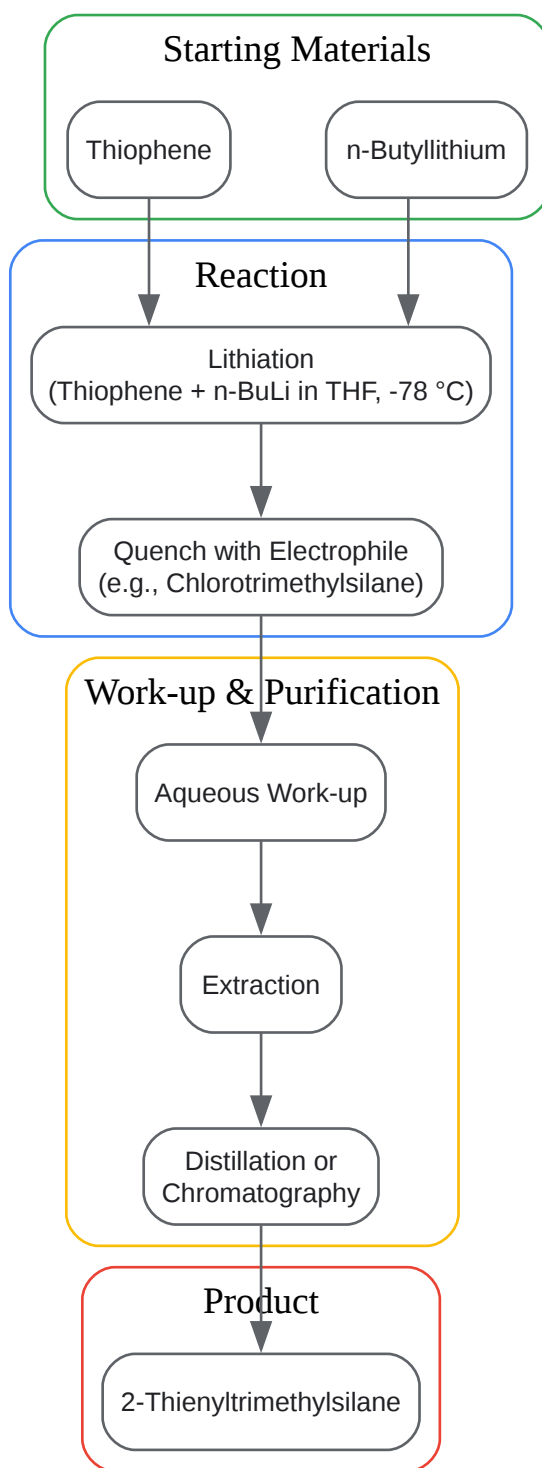 Starting Materials
Thiophene
n-Butyllithium
Reaction
Lithiation
(Thiophene + n-BuLi in THF, -78 °C)
Quench with Electrophile
(e.g., Chlorotrimethylsilane)
Work-up & Purification
Aqueous Work-up
Extraction
Distillation or
Chromatography
Product
2-Thienyltrimethylsilane